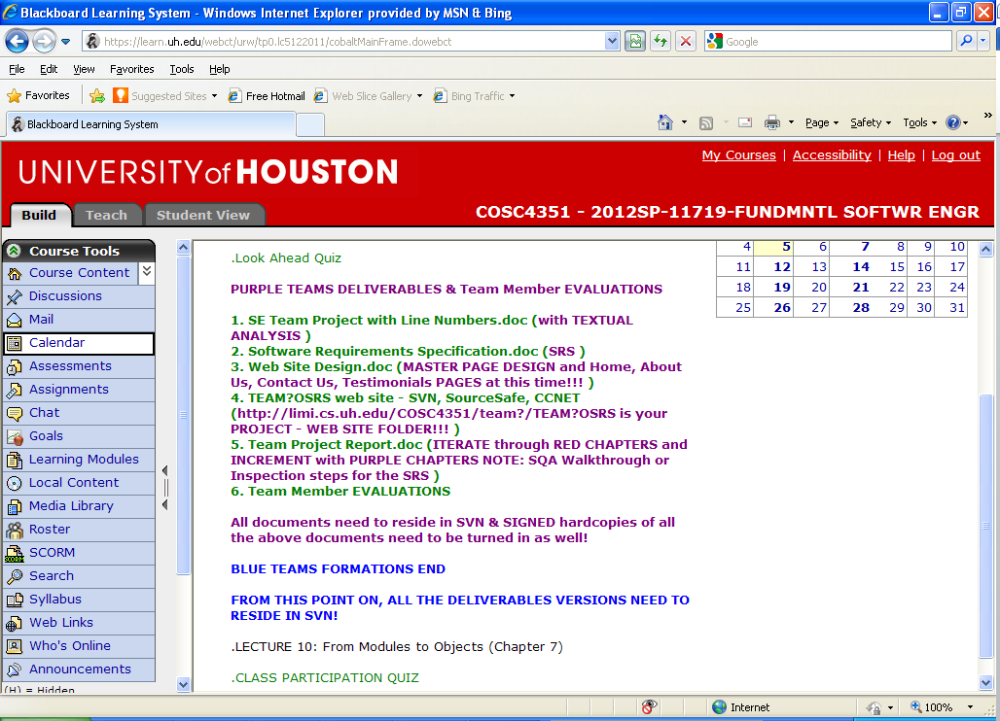 Blackboard Learning System - Windows Internet Explorer provided by MSN & Bing
https://learn.uh.edu/webct/urw/tp0.lc5122011/cobaltMainFrame.dowebct
Google
File Edit View Favorites Tools Help
Favorites Suggested Sites Free Hotmail Web Slice Gallery Bing Traffic
Blackboard Learning System
Page Safety Tools
UNIVERSITY of HOUSTON
My Courses | Accessibility | Help | Log out
Build Teach Student View
COSC4351 - 2012SP-11719-FUNDMNTL SOFTWR ENGR
Course Tools
Course Content
Discussions
Mail
Calendar
Assessments
Assignments
Chat
Goals
Learning Modules
Local Content
Media Library
Roster
SCORM
Search
Syllabus
Web Links
Who's Online
Announcements
(H) = Hidden
.Look Ahead Quiz
PURPLE TEAMS DELIVERABLES & Team Member EVALUATIONS
1. SE Team Project with Line Numbers.doc (with TEXTUAL
ANALYSIS )
2. Software Requirements Specification.doc (SRS )
3. Web Site Design.doc (MASTER PAGE DESIGN and Home, About
Us, Contact Us, Testimonials PAGES at this time!!! )
4. TEAM?OSRS web site - SVN, SourceSafe, CCNET
(http://limi.cs.uh.edu/COSC4351/team?/TEAM?OSRS is your
PROJECT - WEB SITE FOLDER!!! )
5. Team Project Report.doc (ITERATE through RED CHAPTERS and
INCREMENT with PURPLE CHAPTERS NOTE: SQA Walkthrough or
Inspection steps for the SRS )
6. Team Member EVALUATIONS
All documents need to reside in SVN & SIGNED hardcopies of all
the above documents need to be turned in as well!
BLUE TEAMS FORMATIONS END
FROM THIS POINT ON, ALL THE DELIVERABLES VERSIONS NEED TO
RESIDE IN SVN!
.LECTURE 10: From Modules to Objects (Chapter 7)
.CLASS PARTICIPATION QUIZ
4 5 6 7 8 9 10
11 12 13 14 15 16 17
18 19 20 21 22 23 24
25 26 27 28 29 30 31
Internet
100%